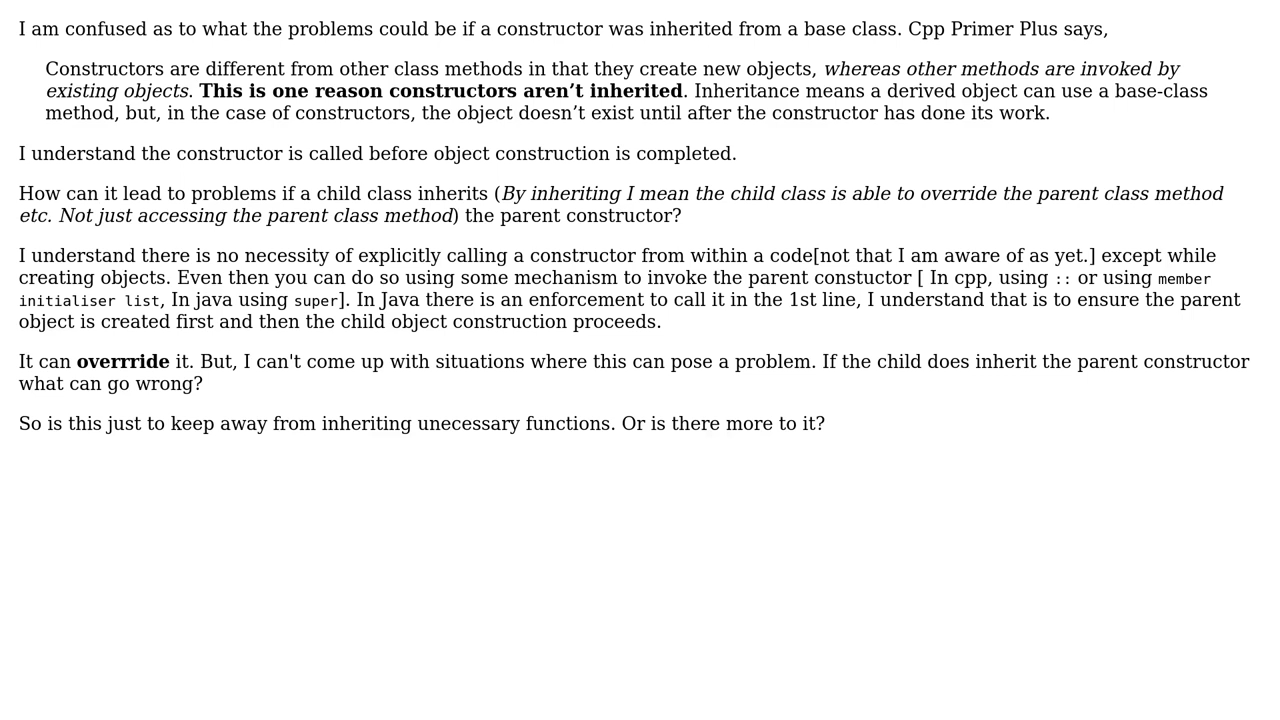 I am confused as to what the problems could be if a constructor was inherited from a base class. Cpp Primer Plus says,
Constructors are different from other class methods in that they create new objects, whereas other methods are invoked by
existing objects. This is one reason constructors aren’t inherited. Inheritance means a derived object can use a base-class
method, but, in the case of constructors, the object doesn’t exist until after the constructor has done its work.
I understand the constructor is called before object construction is completed.
How can it lead to problems if a child class inherits (By inheriting I mean the child class is able to override the parent class method
etc. Not just accessing the parent class method) the parent constructor?
I understand there is no necessity of explicitly calling a constructor from within a code[not that I am aware of as yet.] except while
creating objects. Even then you can do so using some mechanism to invoke the parent constuctor [ In cpp, using :: or using member
initialiser list, In java using super]. In Java there is an enforcement to call it in the 1st line, I understand that is to ensure the parent
object is created first and then the child object construction proceeds.
It can overrride it. But, I can't come up with situations where this can pose a problem. If the child does inherit the parent constructor
what can go wrong?
So is this just to keep away from inheriting unecessary functions. Or is there more to it?